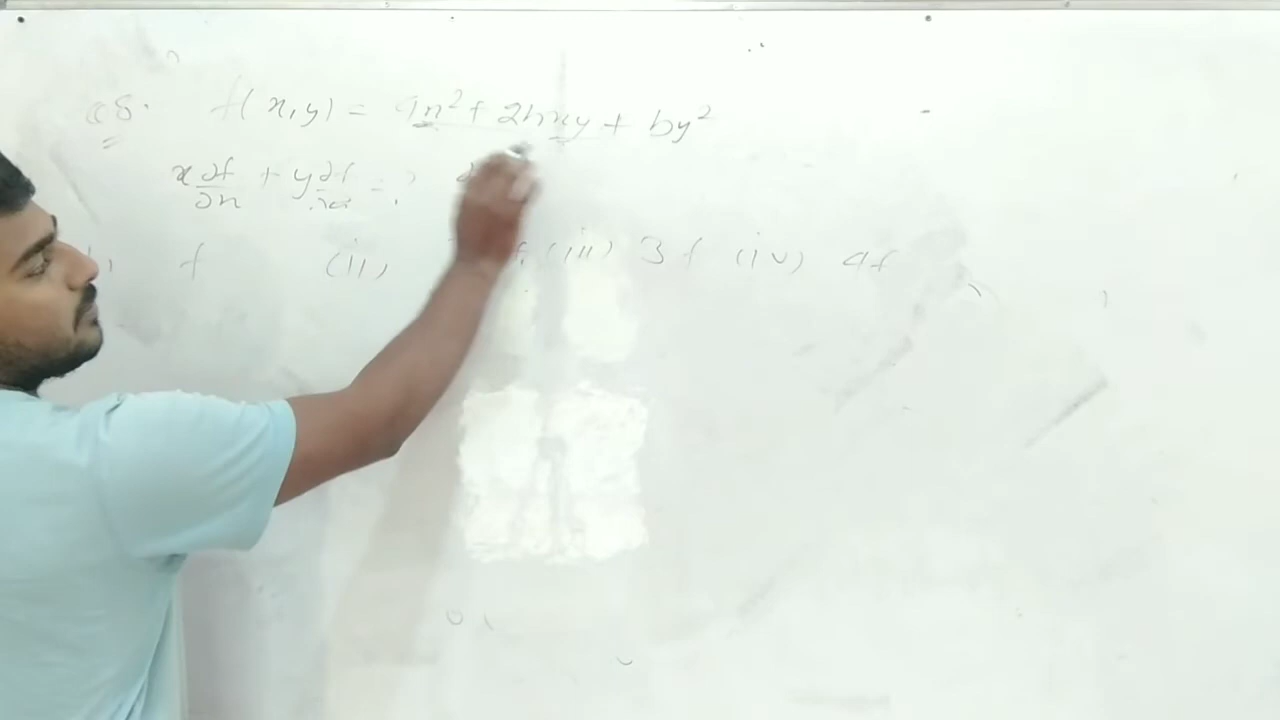 Q8. f(x,y) = ax² + 2hxy + by²
x ∂f/∂x + y ∂f/∂y = ?
f (ii) (iii) 3f (iv) 4f